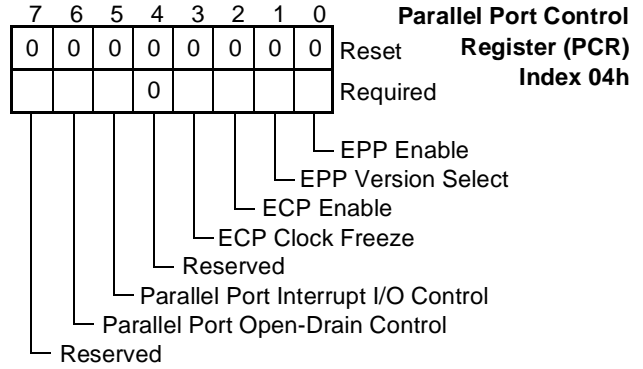 7 6 5 4 3 2 1 0
Parallel Port Control
Register (PCR)
Index 04h
0 0 0 0 0 0 0 0 Reset
0 Required
EPP Enable
EPP Version Select
ECP Enable
ECP Clock Freeze
Reserved
Parallel Port Interrupt I/O Control
Parallel Port Open-Drain Control
Reserved